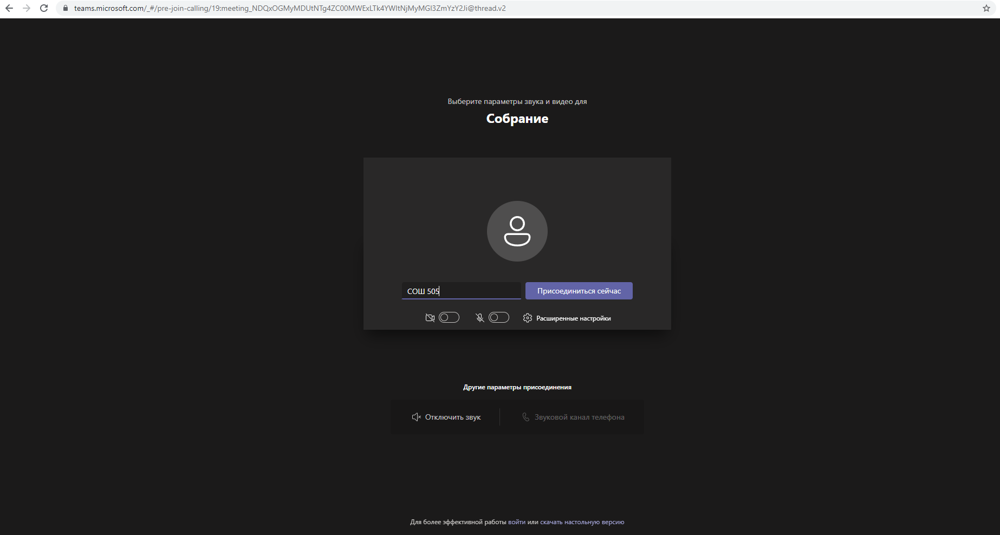 teams.microsoft.com/_#/pre-join-calling/19:meeting_NDQxOGMyMDUtNTg4ZC00MWExLTk4YWItNjMyMGI3ZmYzY2Ji@thread.v2
Выберите параметры звука и видео для
Собрание
СОШ 505
Присоединиться сейчас
Расширенные настройки
Другие параметры присоединения
Отключить звук
Звуковой канал телефона
Для более эффективной работы войти или скачать настольную версию